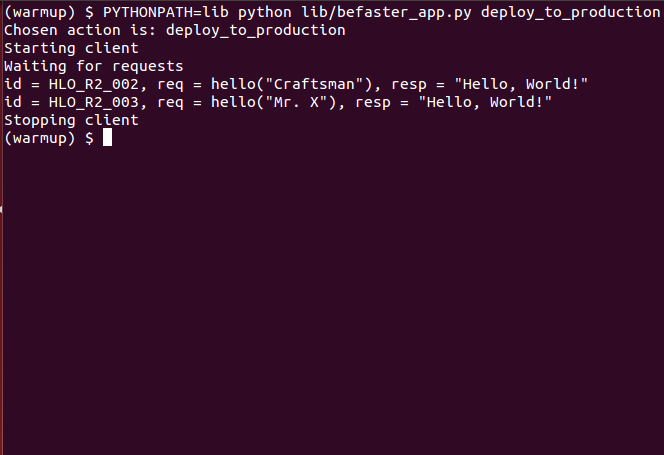 (warmup) $ PYTHONPATH=lib python lib/befaster_app.py deploy_to_production
Chosen action is: deploy_to_production
Starting client
Waiting for requests
id = HLO_R2_002, req = hello("Craftsman"), resp = "Hello, World!"
id = HLO_R2_003, req = hello("Mr. X"), resp = "Hello, World!"
Stopping client
(warmup) $